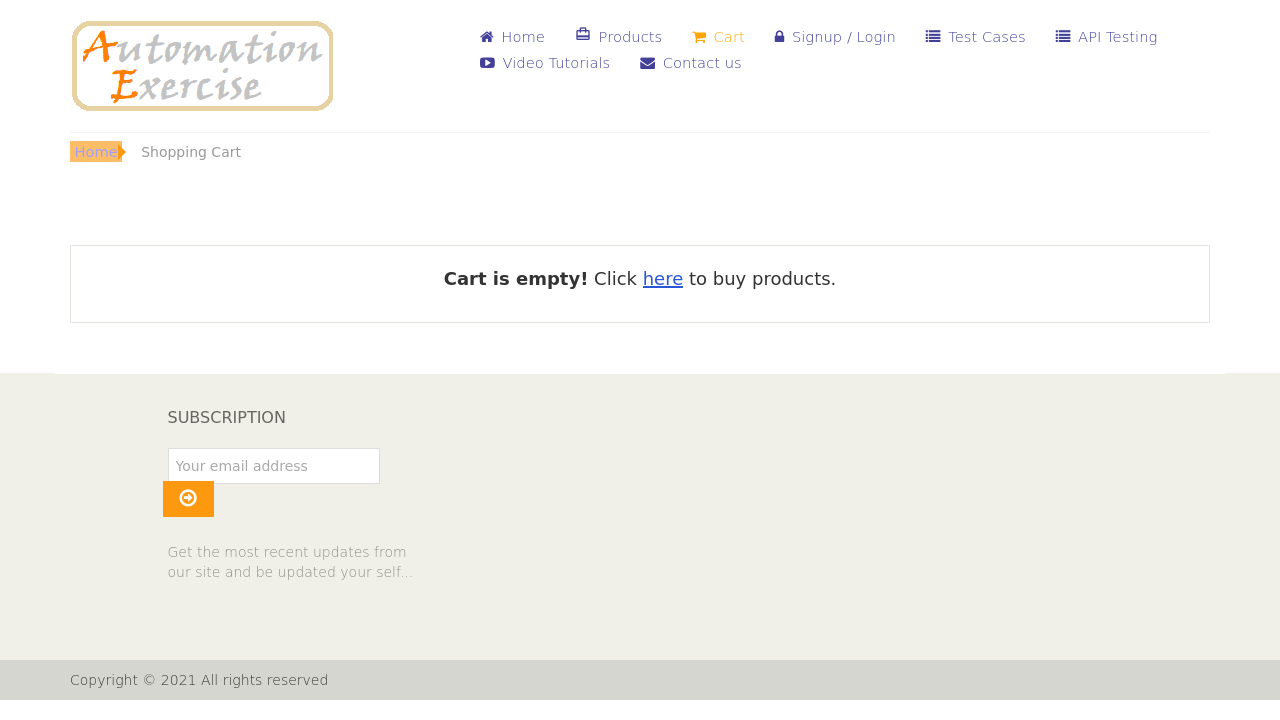 Automation
Exercise
Home Products Cart Signup / Login Test Cases API Testing
Video Tutorials Contact us
Home Shopping Cart
Cart is empty! Click here to buy products.
SUBSCRIPTION
Your email address
Get the most recent updates from
our site and be updated your self...
Copyright © 2021 All rights reserved